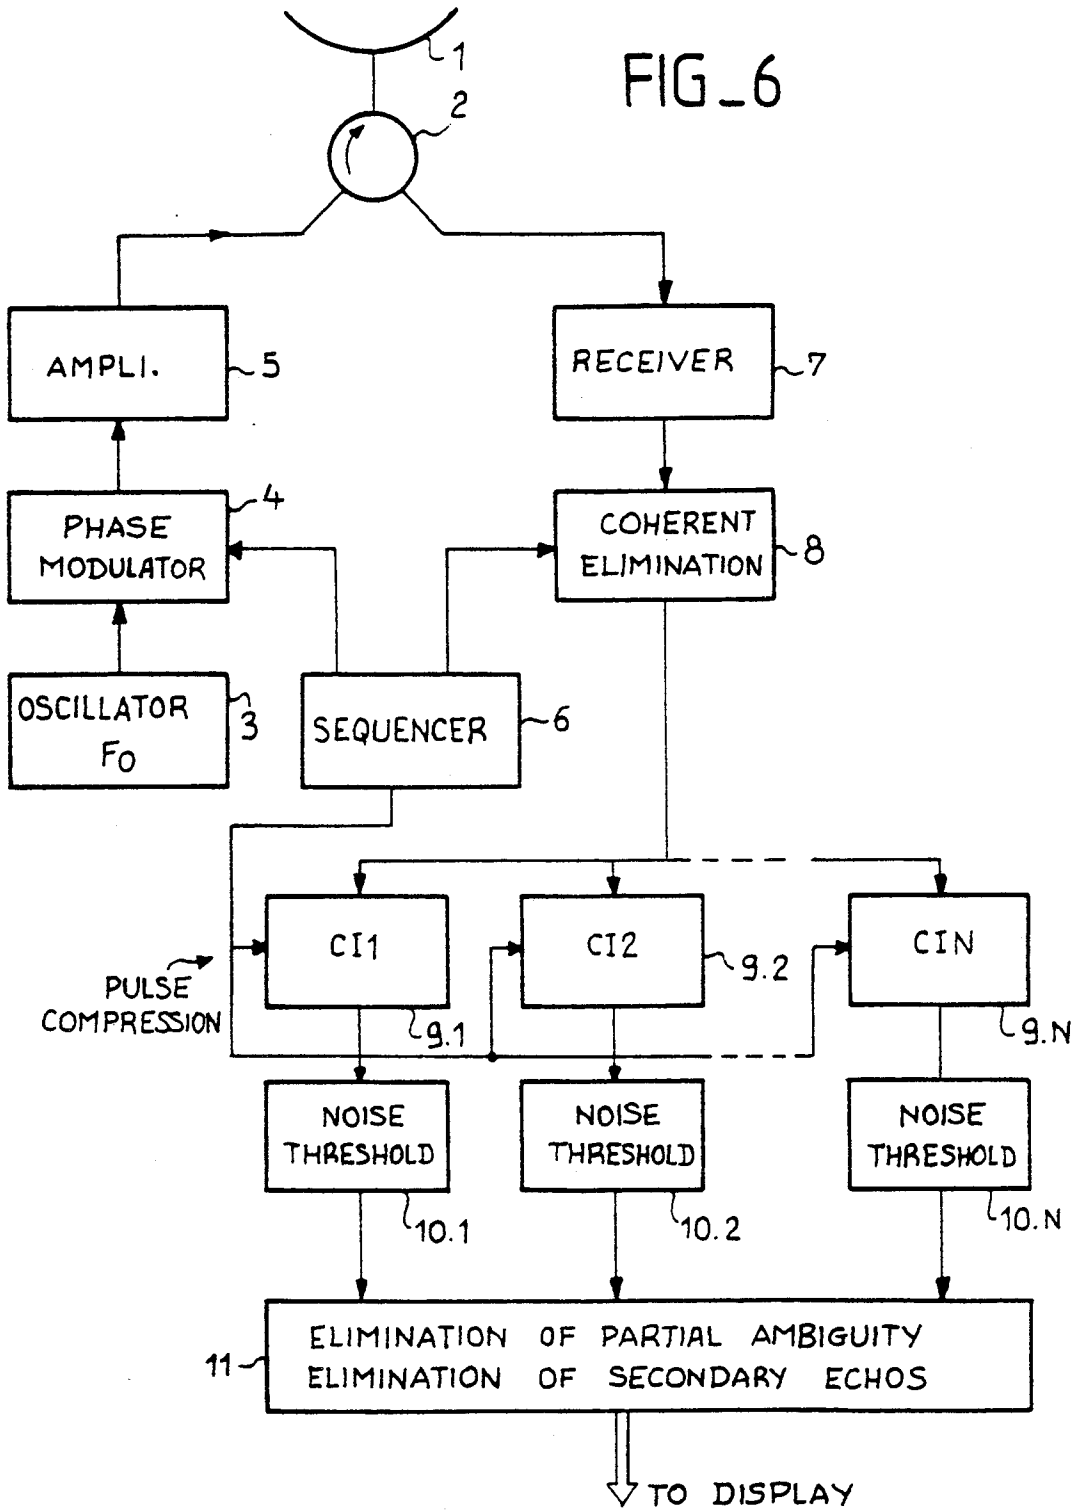 FIG_6
1
2
AMPLI.
5
RECEIVER
7
PHASE
MODULATOR
4
COHERENT
ELIMINATION
8
OSCILLATOR
F0
3
SEQUENCER
6
CI1
CI2
CIN
PULSE
COMPRESSION
9.1
9.2
9.N
NOISE
THRESHOLD
NOISE
THRESHOLD
NOISE
THRESHOLD
10.1
10.2
10.N
11
ELIMINATION OF PARTIAL AMBIGUITY
ELIMINATION OF SECONDARY ECHOS
TO DISPLAY